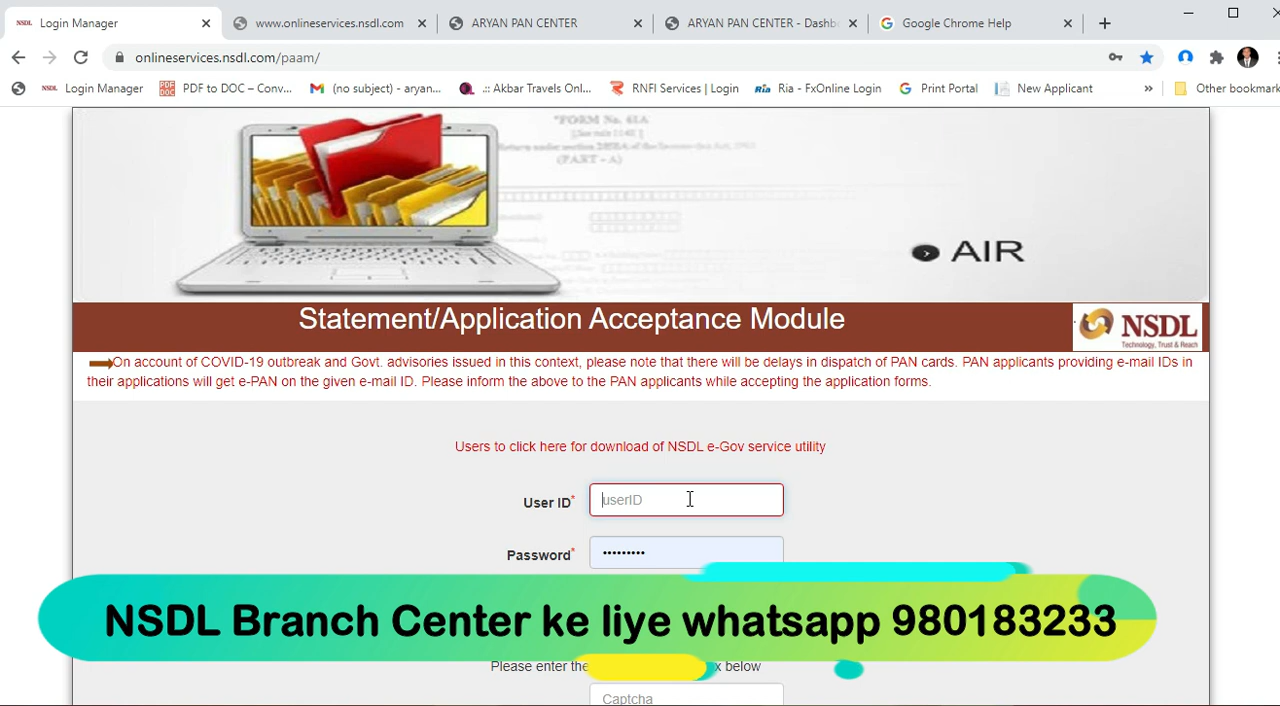 NSDL Login Manager
www.onlineservices.nsdl.com
ARYAN PAN CENTER
ARYAN PAN CENTER - Dashb
Google Chrome Help
onlineservices.nsdl.com/paam/
NSDL Login Manager
PDF to DOC – Conv...
(no subject) - aryan...
.:: Akbar Travels Onl...
RNFI Services | Login
Ria Ria - FxOnline Login
Print Portal
New Applicant
»
Other bookmark
"FORM No. 61A
(PART - A)
AIR
Statement/Application Acceptance Module
NSDL
Technology, Trust & Reach
On account of COVID-19 outbreak and Govt. advisories issued in this context, please note that there will be delays in dispatch of PAN cards. PAN applicants providing e-mail IDs in
their applications will get e-PAN on the given e-mail ID. Please inform the above to the PAN applicants while accepting the application forms.
Users to click here for download of NSDL e-Gov service utility
User ID*
userID
Password*
NSDL Branch Center ke liye whatsapp 980183233
Please enter the
x below
Captcha